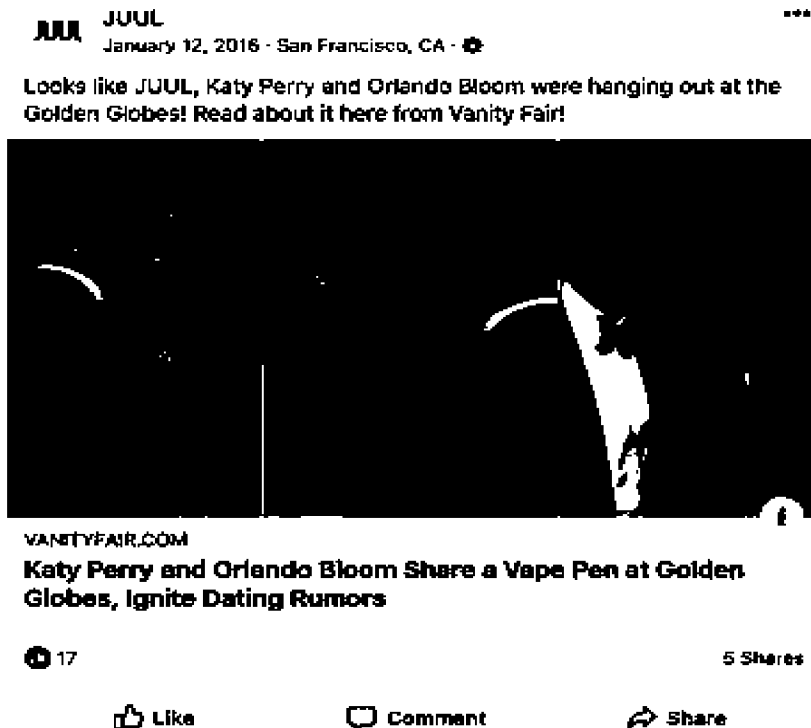 JUUL
January 12, 2016 · San Francisco, CA ·
Looks like JUUL, Katy Perry and Orlando Bloom were hanging out at the
Golden Globes! Read about it here from Vanity Fair!
VANITYFAIR.COM
Katy Perry and Orlando Bloom Share a Vape Pen at Golden
Globes, Ignite Dating Rumors
17
5 Shares
Like
Comment
Share